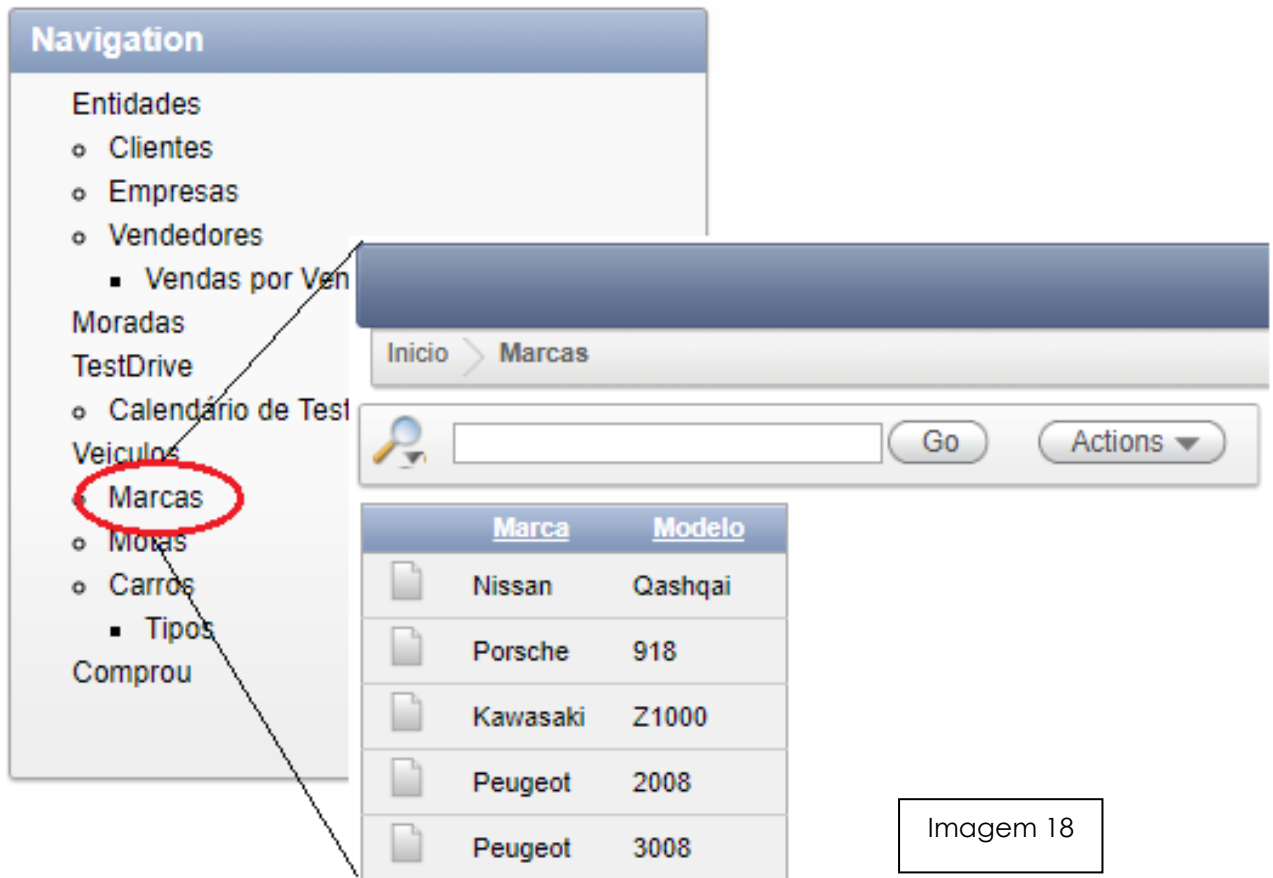 Navigation
Entidades
Clientes
Empresas
Vendedores
Vendas por Ven
Moradas
TestDrive
Calendário de Test
Veiculos
Marcas
Motas
Carros
Tipos
Comprou
Inicio Marcas
Go Actions
Marca Modelo
Nissan Qashqai
Porsche 918
Kawasaki Z1000
Peugeot 2008
Peugeot 3008
Imagem 18